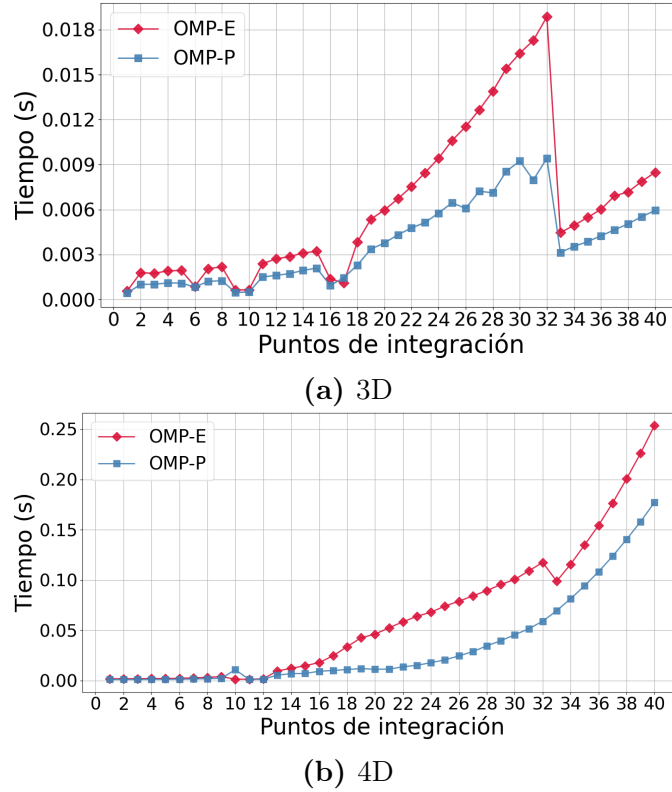 0.018
0.015
0.012
0.009
0.006
0.003
0.000
Tiempo (s)
OMP-E
OMP-P
0 2 4 6 8 10 12 14 16 18 20 22 24 26 28 30 32 34 36 38 40
Puntos de integración
(a) 3D
0.25
0.20
0.15
0.10
0.05
0.00
Tiempo (s)
OMP-E
OMP-P
0 2 4 6 8 10 12 14 16 18 20 22 24 26 28 30 32 34 36 38 40
Puntos de integración
(b) 4D